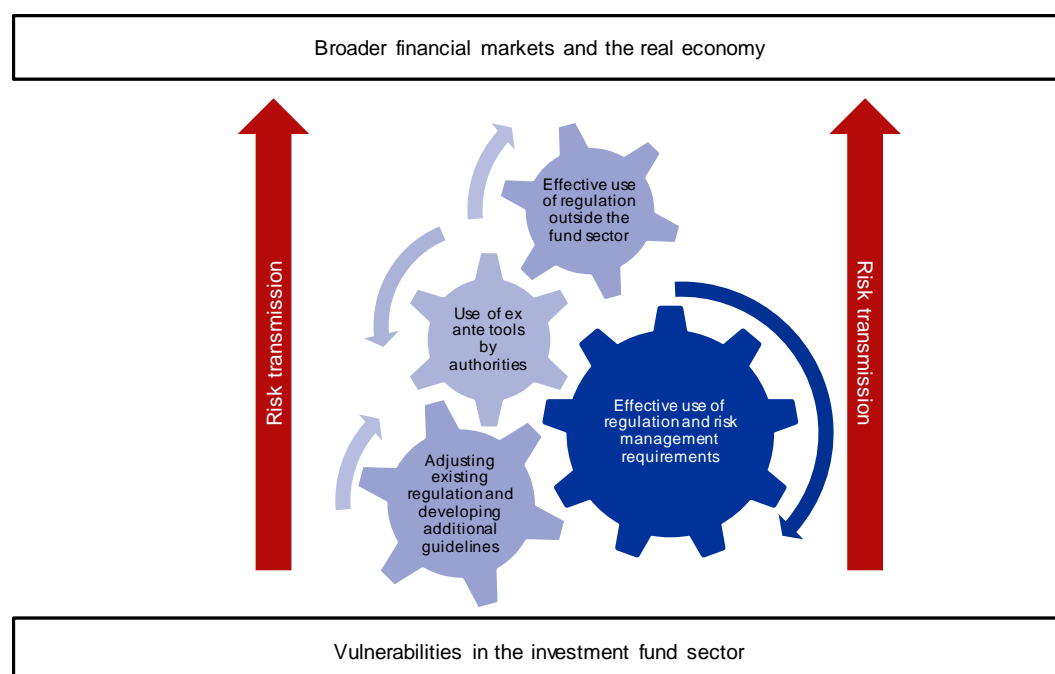 Broader financial markets and the real economy
Risk transmission
Effective use
of regulation
outside the
fund sector
Use of ex
ante tools
by
authorities
Adjusting
existing
regulation and
developing
additional
guidelines
Effective use of
regulation and risk
management
requirements
Risk transmission
Vulnerabilities in the investment fund sector